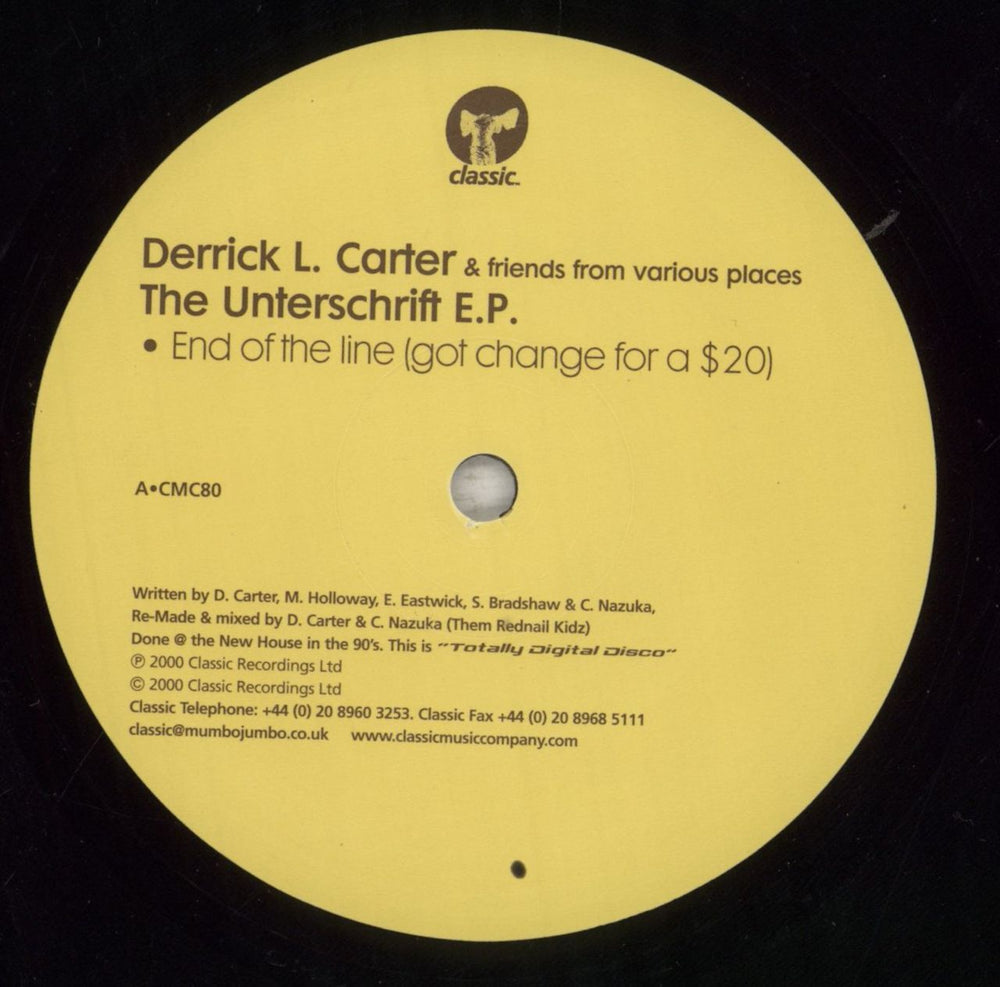 classic™
Derrick L. Carter & friends from various places
The Unterschrift E.P.
• End of the line (got change for a $20)
A•CMC80
Written by D. Carter, M. Holloway, E. Eastwick, S. Bradshaw & C. Nazuka,
Re-Made & mixed by D. Carter & C. Nazuka (Them Rednail Kidz)
Done @ the New House in the 90's. This is "Totally Digital Disco"
℗ 2000 Classic Recordings Ltd
© 2000 Classic Recordings Ltd
Classic Telephone: +44 (0) 20 8960 3253. Classic Fax +44 (0) 20 8968 5111
classic@mumbojumbo.co.uk www.classicmusiccompany.com